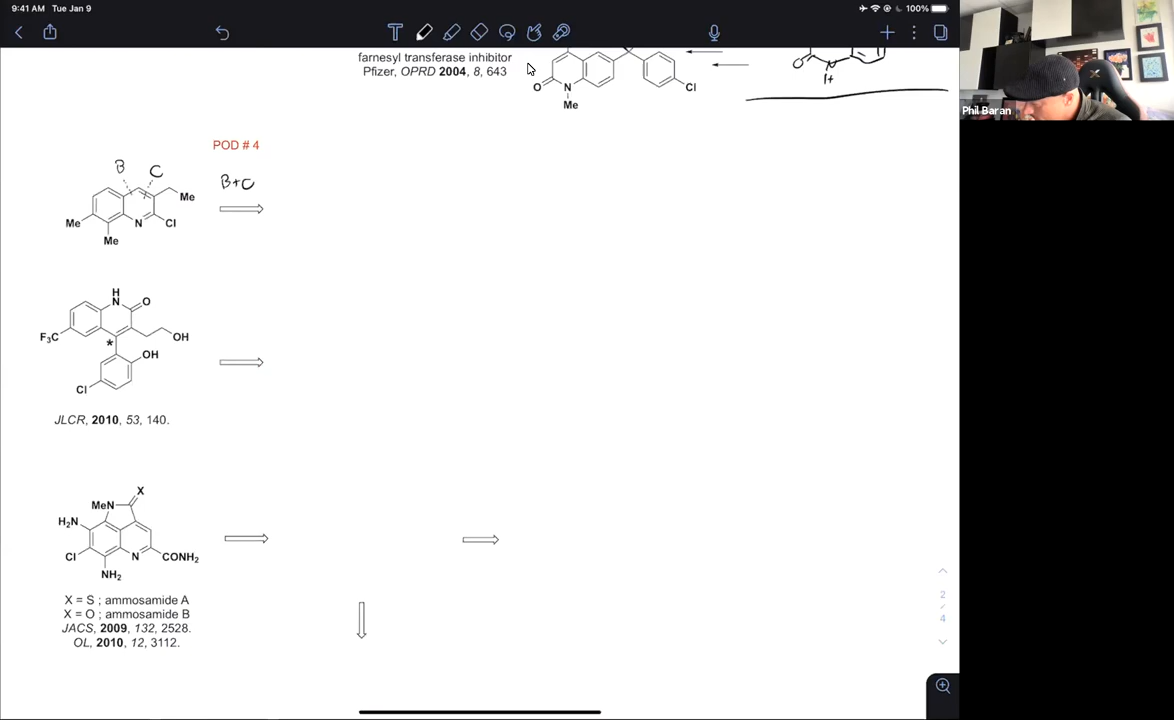 9:41 AM Tue Jan 9
100%
farnesyl transferase inhibitor
Pfizer, OPRD 2004, 8, 643
O
N
Me
Cl
O
N
H
Phil Baran
POD # 4
B
C
B+C
Me
Me
N
Cl
Me
H
N
O
F₃C
*
OH
OH
Cl
JLCR, 2010, 53, 140.
X
MeN
H₂N
Cl
N
CONH₂
NH₂
X = S ; ammosamide A
X = O ; ammosamide B
JACS, 2009, 132, 2528.
OL, 2010, 12, 3112.
2
/
4